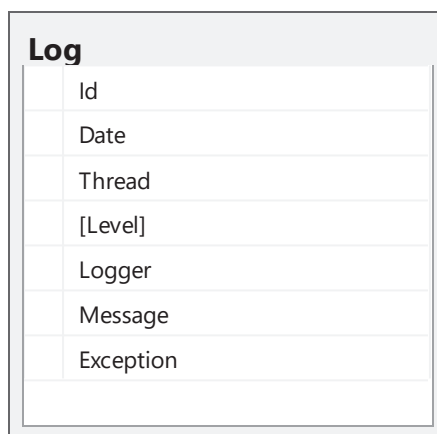 Log
Id
Date
Thread
[Level]
Logger
Message
Exception